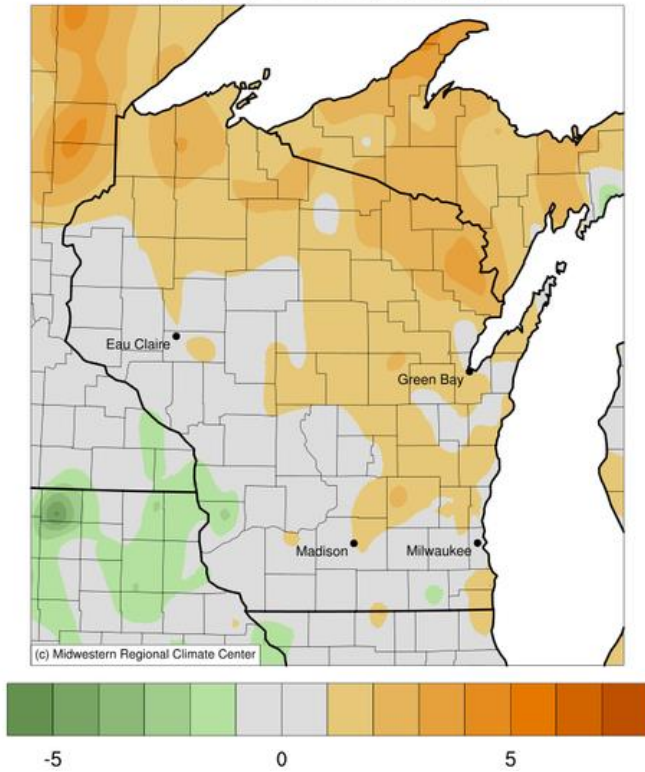 Eau Claire
Green Bay
Madison
Milwaukee
(c) Midwestern Regional Climate Center
-5 0 5